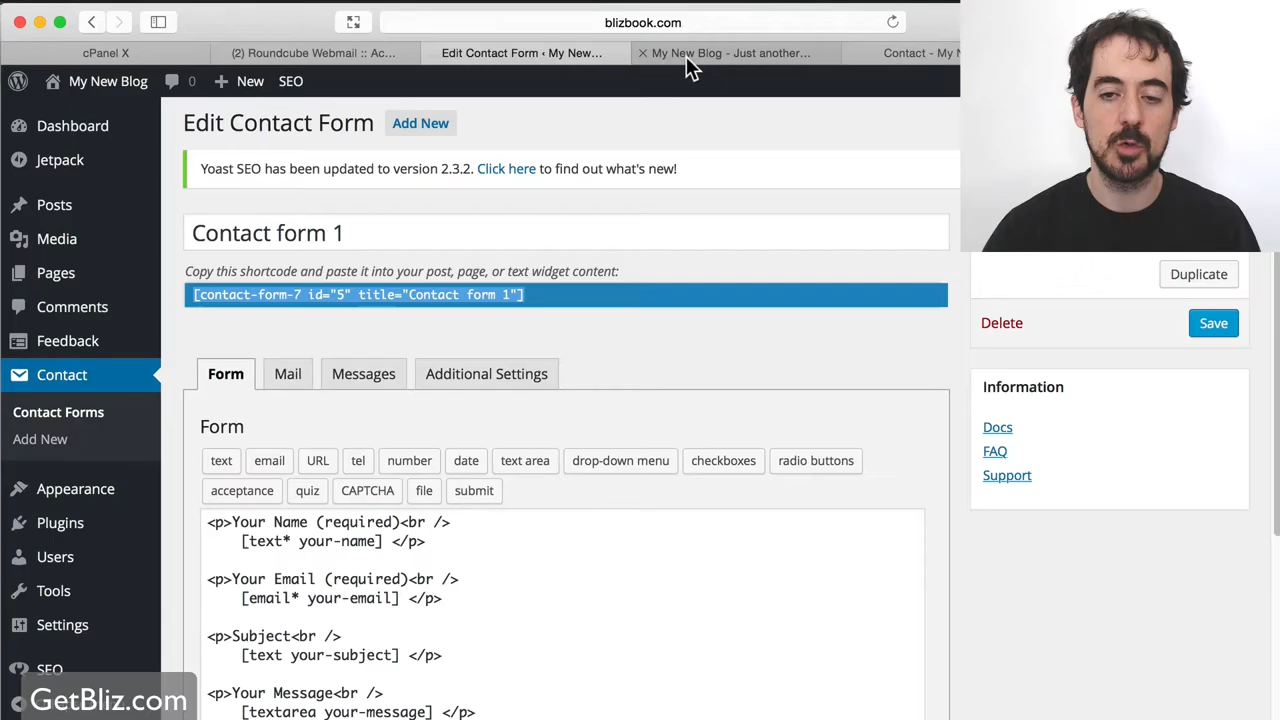 blizbook.com
cPanel X
(2) Roundcube Webmail :: Ac...
Edit Contact Form ‹ My New...
My New Blog - Just another...
Contact - My N
My New Blog
0
New
SEO
Dashboard
Jetpack
Posts
Media
Pages
Comments
Feedback
Contact
Contact Forms
Add New
Appearance
Plugins
Users
Tools
Settings
SEO
Edit Contact Form
Add New
Yoast SEO has been updated to version 2.3.2. Click here to find out what's new!
Contact form 1
Copy this shortcode and paste it into your post, page, or text widget content:
[contact-form-7 id="5" title="Contact form 1"]
Form
Mail
Messages
Additional Settings
Form
text
email
URL
tel
number
date
text area
drop-down menu
checkboxes
radio buttons
acceptance
quiz
CAPTCHA
file
submit
<p>Your Name (required)<br />
[text* your-name] </p>
<p>Your Email (required)<br />
[email* your-email] </p>
<p>Subject<br />
[text your-subject] </p>
<p>Your Message<br />
[textarea your-message] </p>
Duplicate
Delete
Save
Information
Docs
FAQ
Support
GetBliz.com